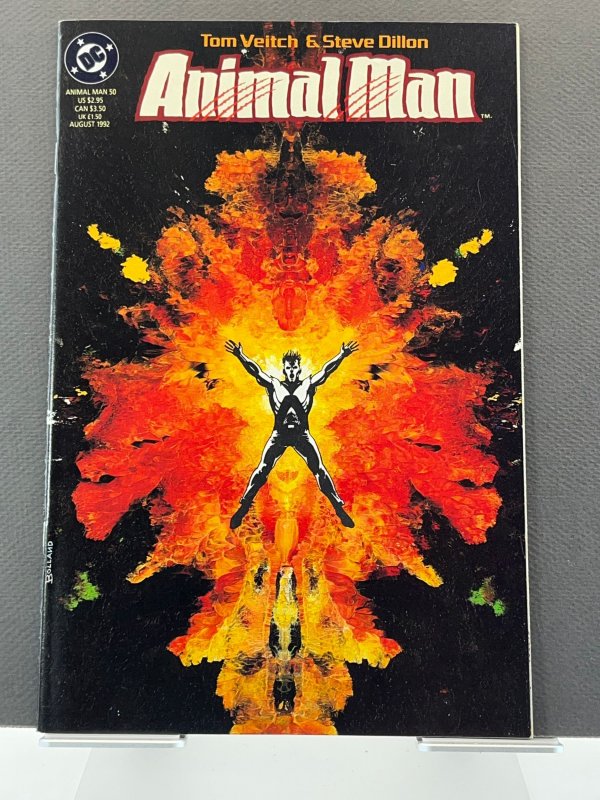 Tom Veitch & Steve Dillon
DC
ANIMAL MAN 50
US $2.95
CAN $3.50
UK £1.50
AUGUST 1992
Animal Man
TM.
BOLLAND